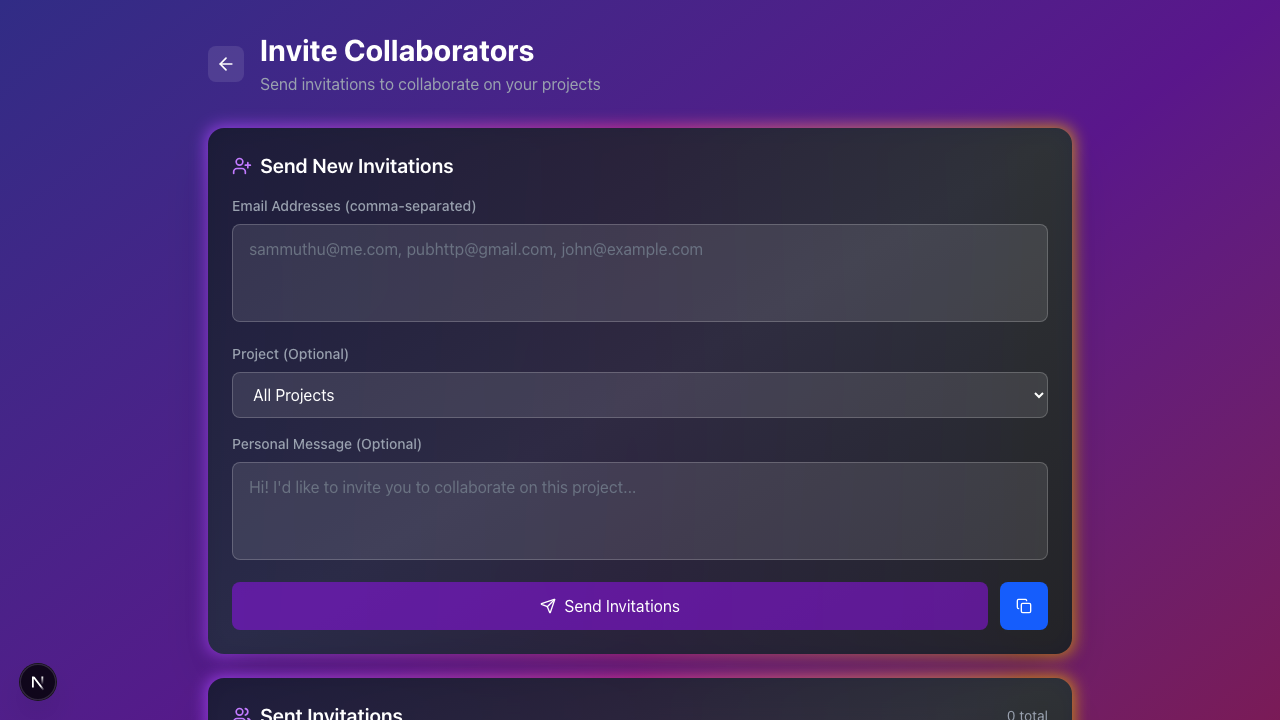 Invite Collaborators
Send invitations to collaborate on your projects
Send New Invitations
Email Addresses (comma-separated)
sammuthu@me.com, pubhttp@gmail.com, john@example.com
Project (Optional)
All Projects
Personal Message (Optional)
Hi! I'd like to invite you to collaborate on this project...
Send Invitations
N
Sent Invitations
0 total